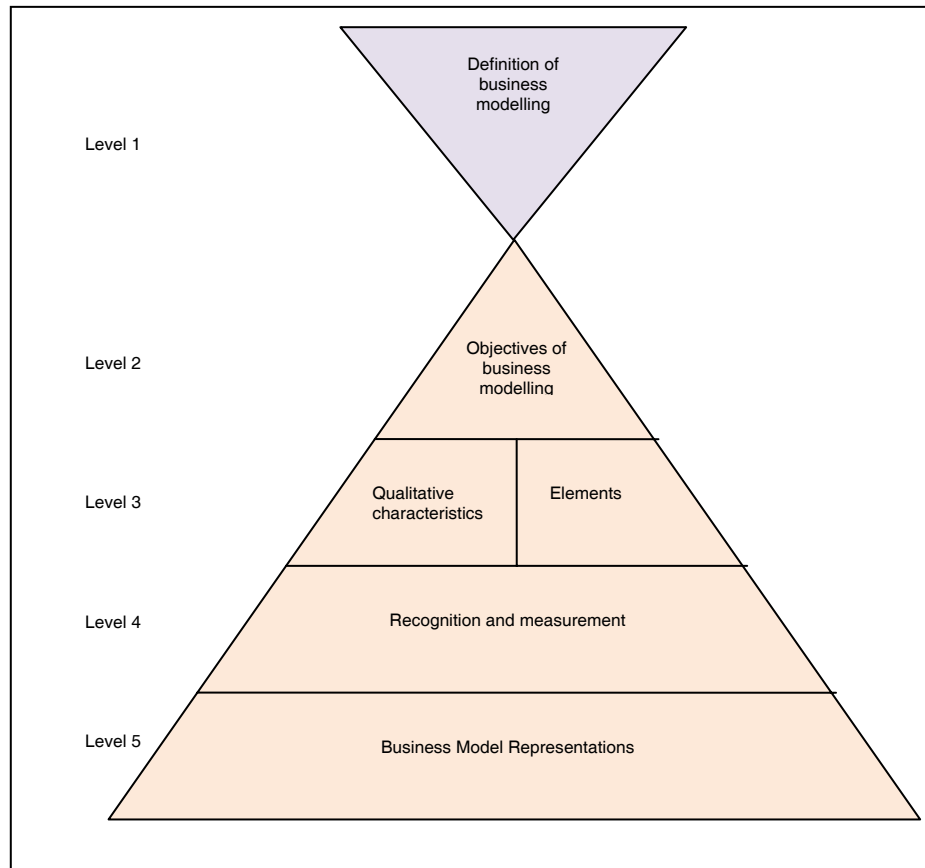 Definition of
business
modelling
Level 1
Level 2
Objectives of
business
modelling
Level 3
Qualitative
characteristics
Elements
Level 4
Recognition and measurement
Level 5
Business Model Representations